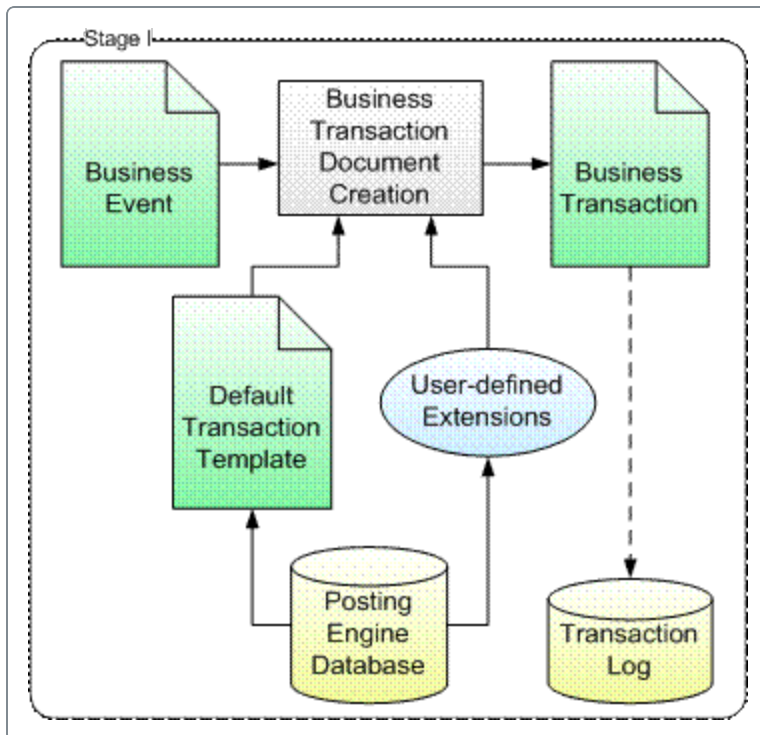 Stage I
Business
Event
Business
Transaction
Document
Creation
Business
Transaction
Default
Transaction
Template
User-defined
Extensions
Posting
Engine
Database
Transaction
Log